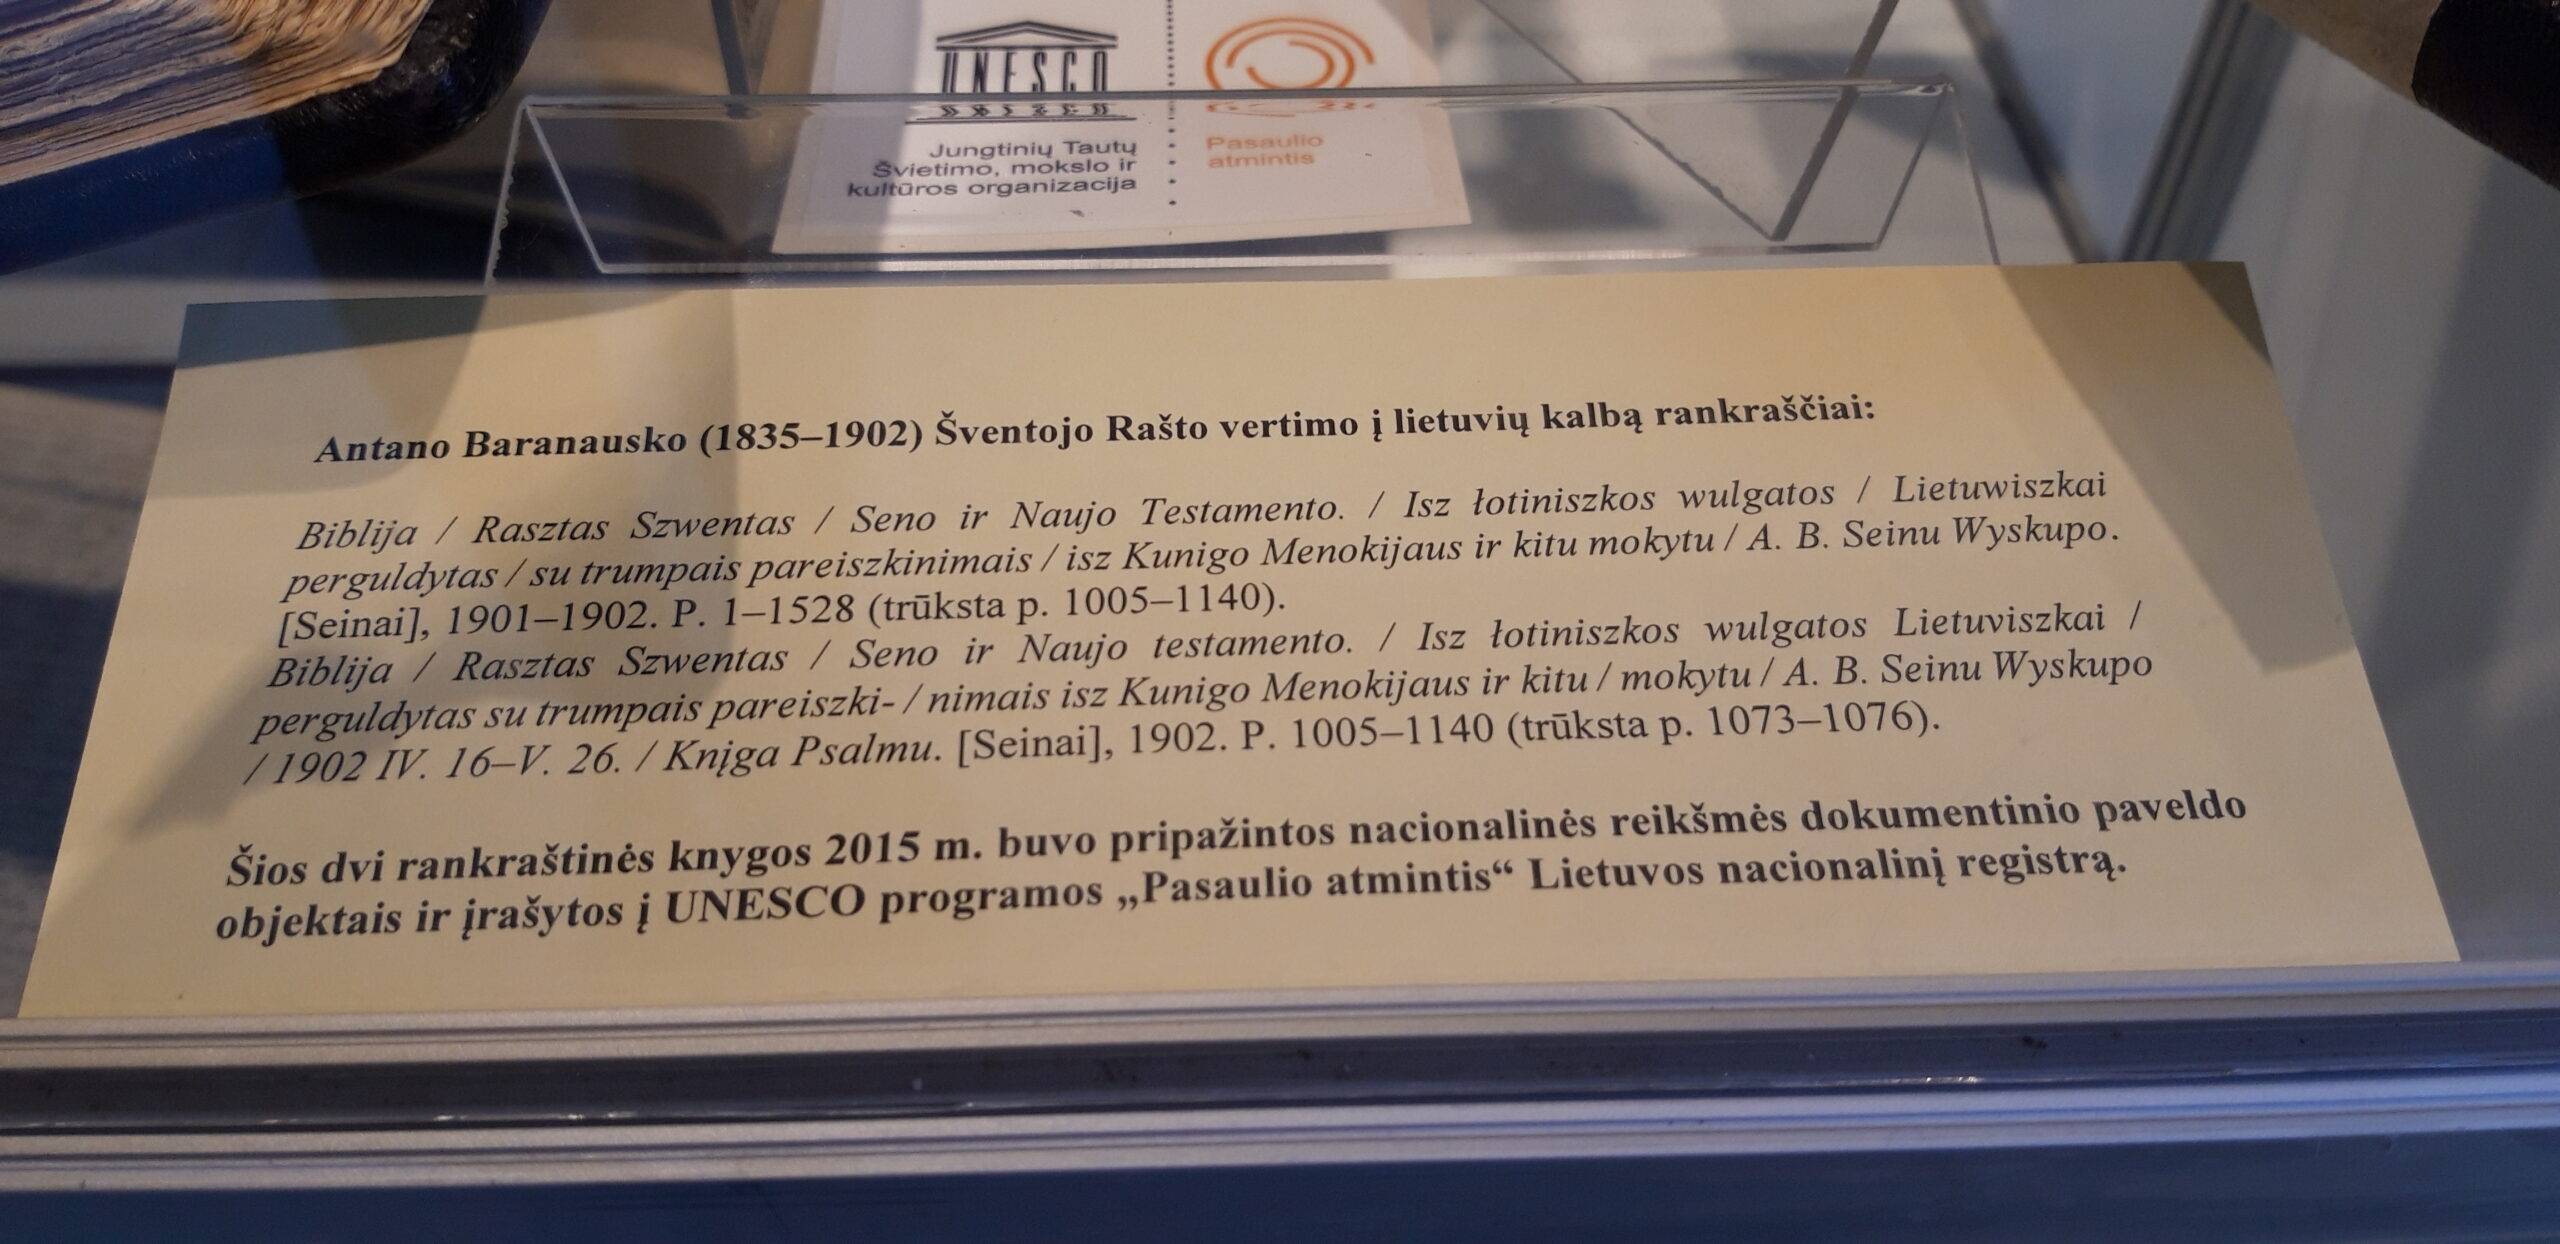 UNESCO
Jungtinių Tautų
Švietimo, mokslo ir
kultūros organizacija
Pasaulio
atmintis
Antano Baranausko (1835–1902) Šventojo Rašto vertimo į lietuvių kalbą rankraščiai:
Biblija / Rasztas Szwentas / Seno ir Naujo Testamento. / Isz łotiniszkos wulgatos / Lietuwiszkai
perguldytas / su trumpais pareiszkinimais / isz Kunigo Menokijaus ir kitu mokytu / A. B. Seinu Wyskupo.
[Seinai], 1901–1902. P. 1–1528 (trūksta p. 1005–1140).
Biblija / Rasztas Szwentas / Seno ir Naujo testamento. / Isz łotiniszkos wulgatos Lietuviszkai /
perguldytas su trumpais pareiszki- / nimais isz Kunigo Menokijaus ir kitu / mokytu / A. B. Seinu Wyskupo
/ 1902 IV. 16–V. 26. / Knįga Psalmu. [Seinai], 1902. P. 1005–1140 (trūksta p. 1073–1076).
Šios dvi rankraštinės knygos 2015 m. buvo pripažintos nacionalinės reikšmės dokumentinio paveldo
objektais ir įrašytos į UNESCO programos „Pasaulio atmintis“ Lietuvos nacionalinį registrą.